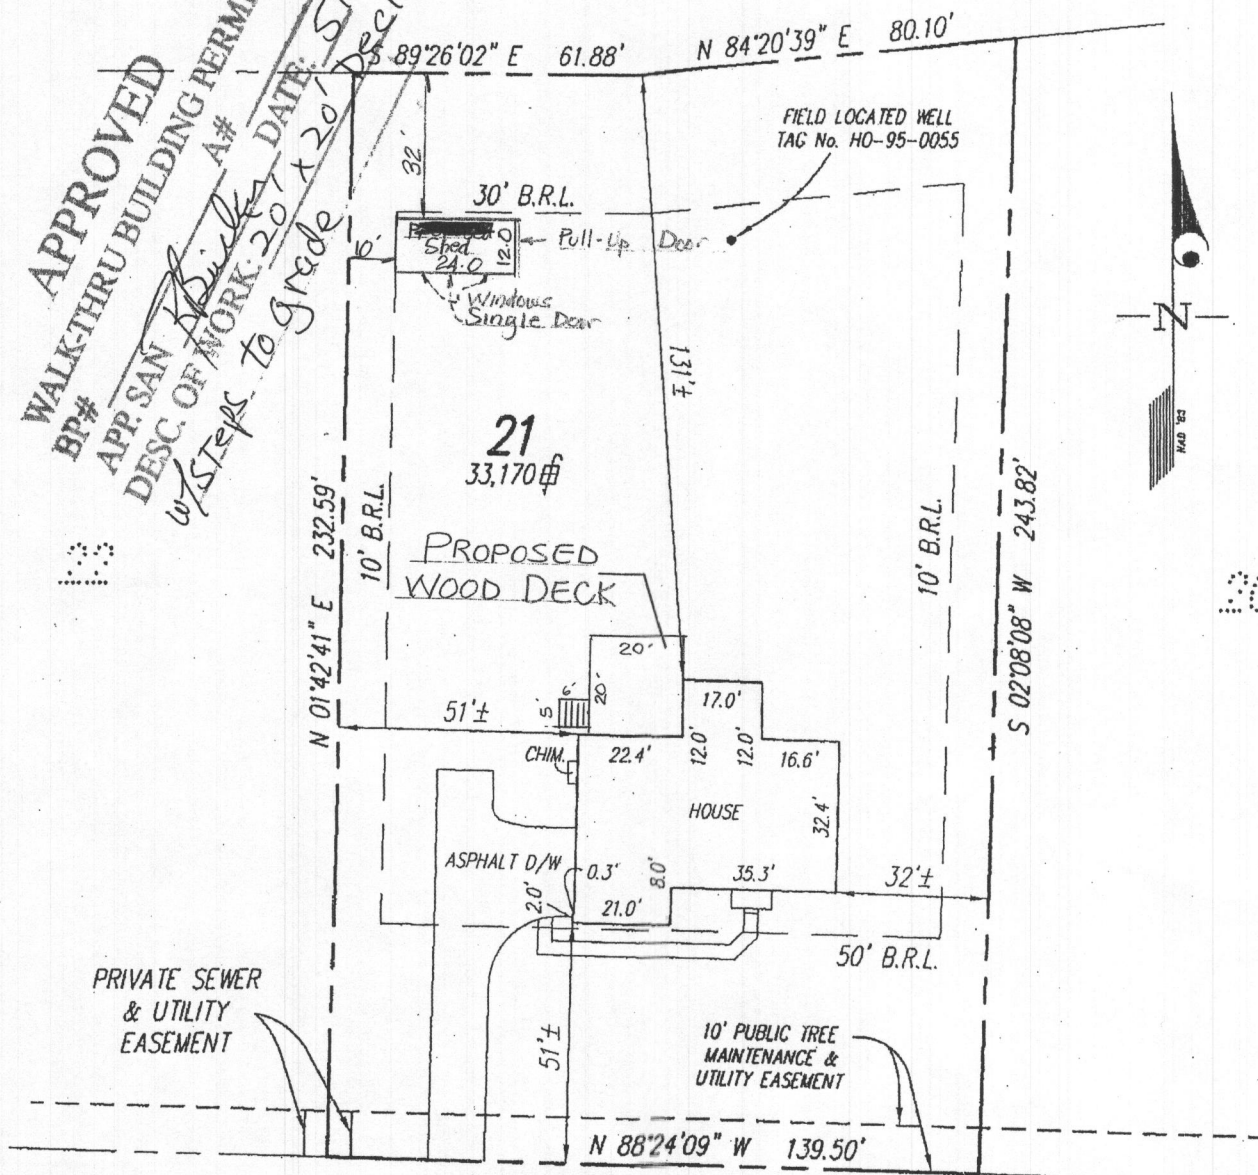 APPROVED
WALK-THRU BUILDING PERM
BP#
A#
APP. SAN
DATE:
DESC. OF WORK: 20' x 20' Deck
w/STeps to grade
S 89°26'02" E 61.88'
N 84°20'39" E 80.10'
FIELD LOCATED WELL
TAG No. HO-95-0055
32'
30' B.R.L.
Shed
24.0
12.0
Pull-Up Door
10'
Windows
Single Door
131'±
N
NAD '83
21
33,170
N 01°42'41" E 232.59'
10' B.R.L.
10' B.R.L.
S 02°08'08" W 243.82'
22
PROPOSED
WOOD DECK
20'
20'
6'
5'
51'±
17.0'
22.4'
12.0'
12.0'
16.6'
CHIM.
HOUSE
32.4'
ASPHALT D/W
0.3'
8.0'
35.3'
32'±
2.0'
21.0'
50' B.R.L.
PRIVATE SEWER
& UTILITY
EASEMENT
51'±
10' PUBLIC TREE
MAINTENANCE &
UTILITY EASEMENT
N 88°24'09" W 139.50'